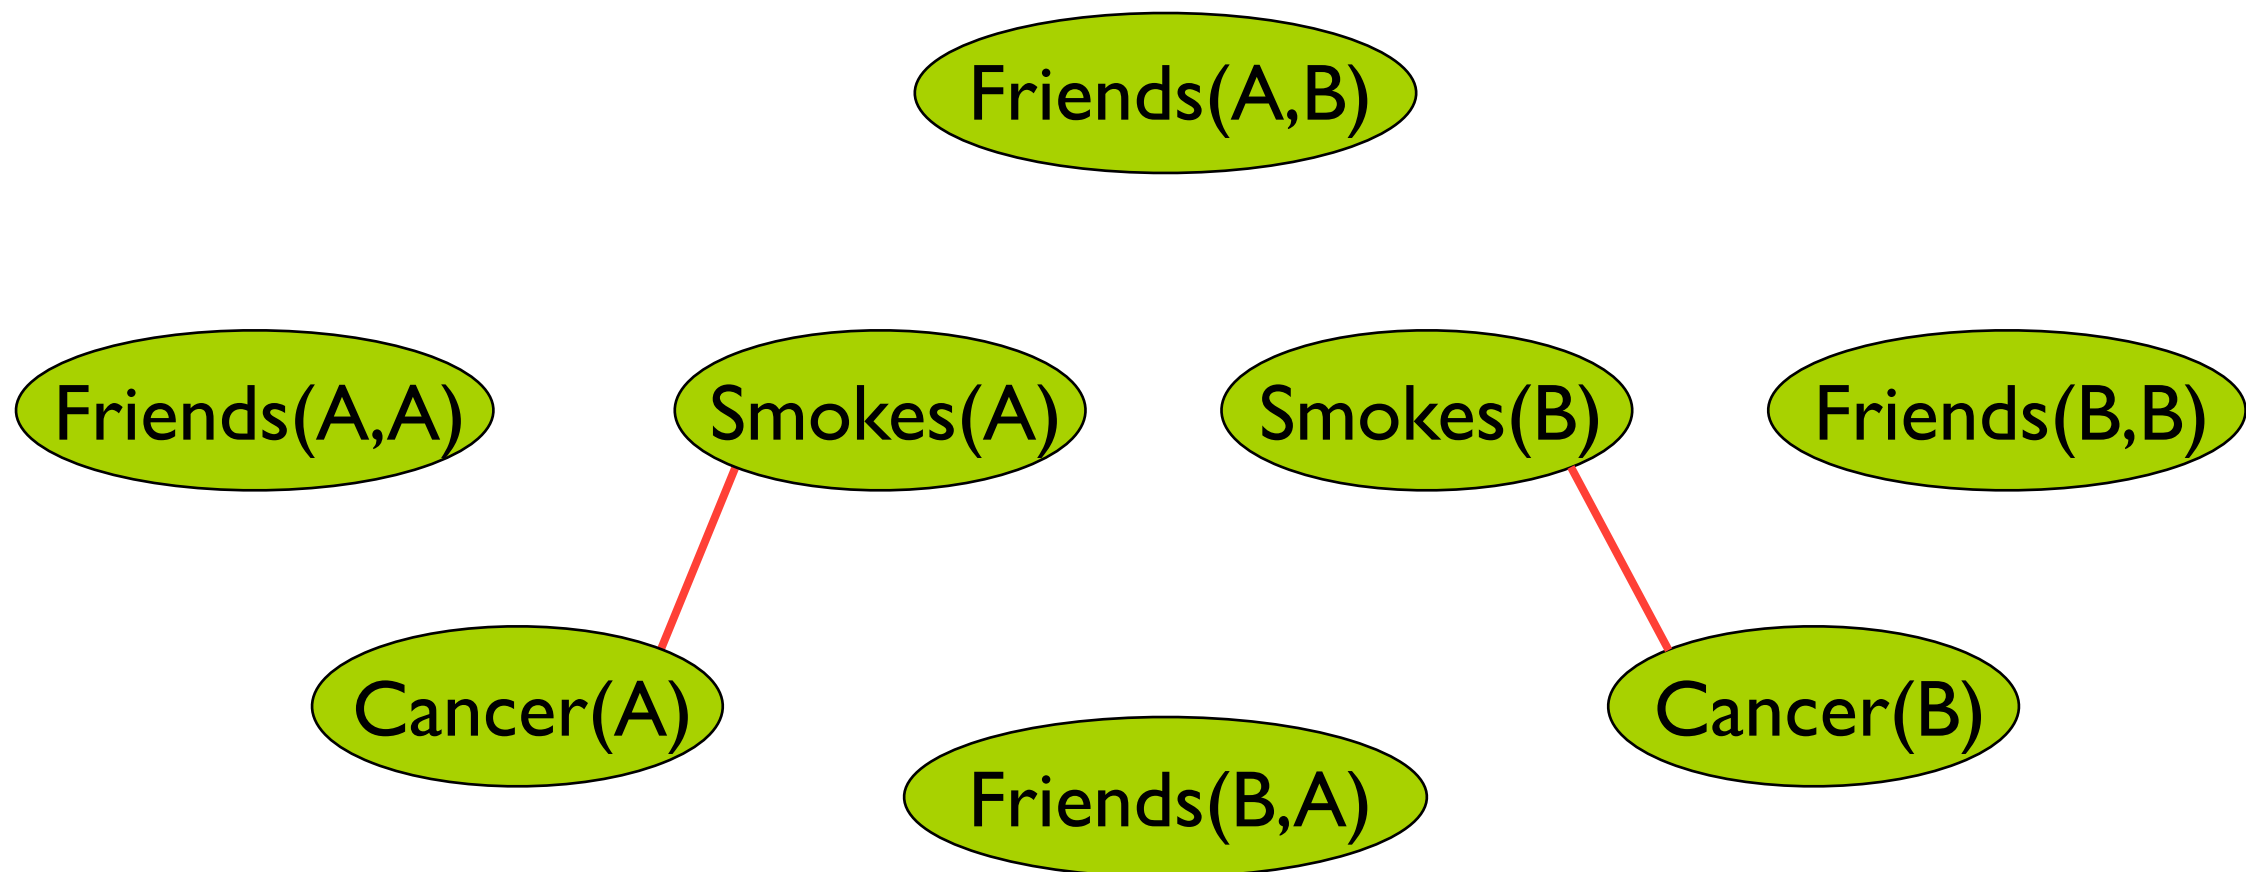 Friends(A,B)
Friends(A,A)
Smokes(A)
Smokes(B)
Friends(B,B)
Cancer(A)
Cancer(B)
Friends(B,A)